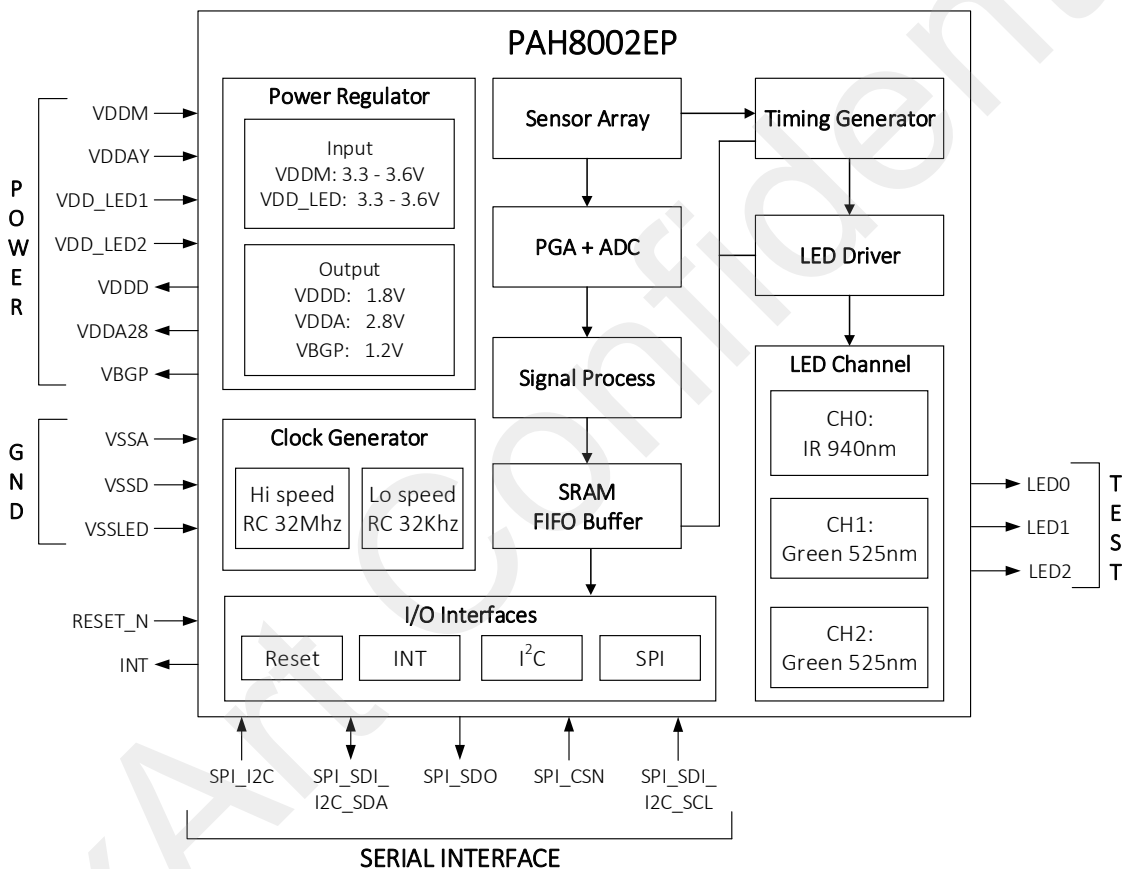 PAH8002EP
POWER
VDDM
VDDAY
VDD_LED1
VDD_LED2
VDDD
VDDA28
VBGP
GND
VSSA
VSSD
VSSLED
RESET_N
INT
Power Regulator
Input
VDDM: 3.3 - 3.6V
VDD_LED: 3.3 - 3.6V
Output
VDDD: 1.8V
VDDA: 2.8V
VBGP: 1.2V
Clock Generator
Hi speed
RC 32Mhz
Lo speed
RC 32Khz
Sensor Array
PGA + ADC
Signal Process
SRAM
FIFO Buffer
Timing Generator
LED Driver
LED Channel
CH0:
IR 940nm
CH1:
Green 525nm
CH2:
Green 525nm
LED0
LED1
LED2
TEST
I/O Interfaces
Reset
INT
I²C
SPI
SPI_I2C
SPI_SDI_
I2C_SDA
SPI_SDO
SPI_CSN
SPI_SDI_
I2C_SCL
SERIAL INTERFACE